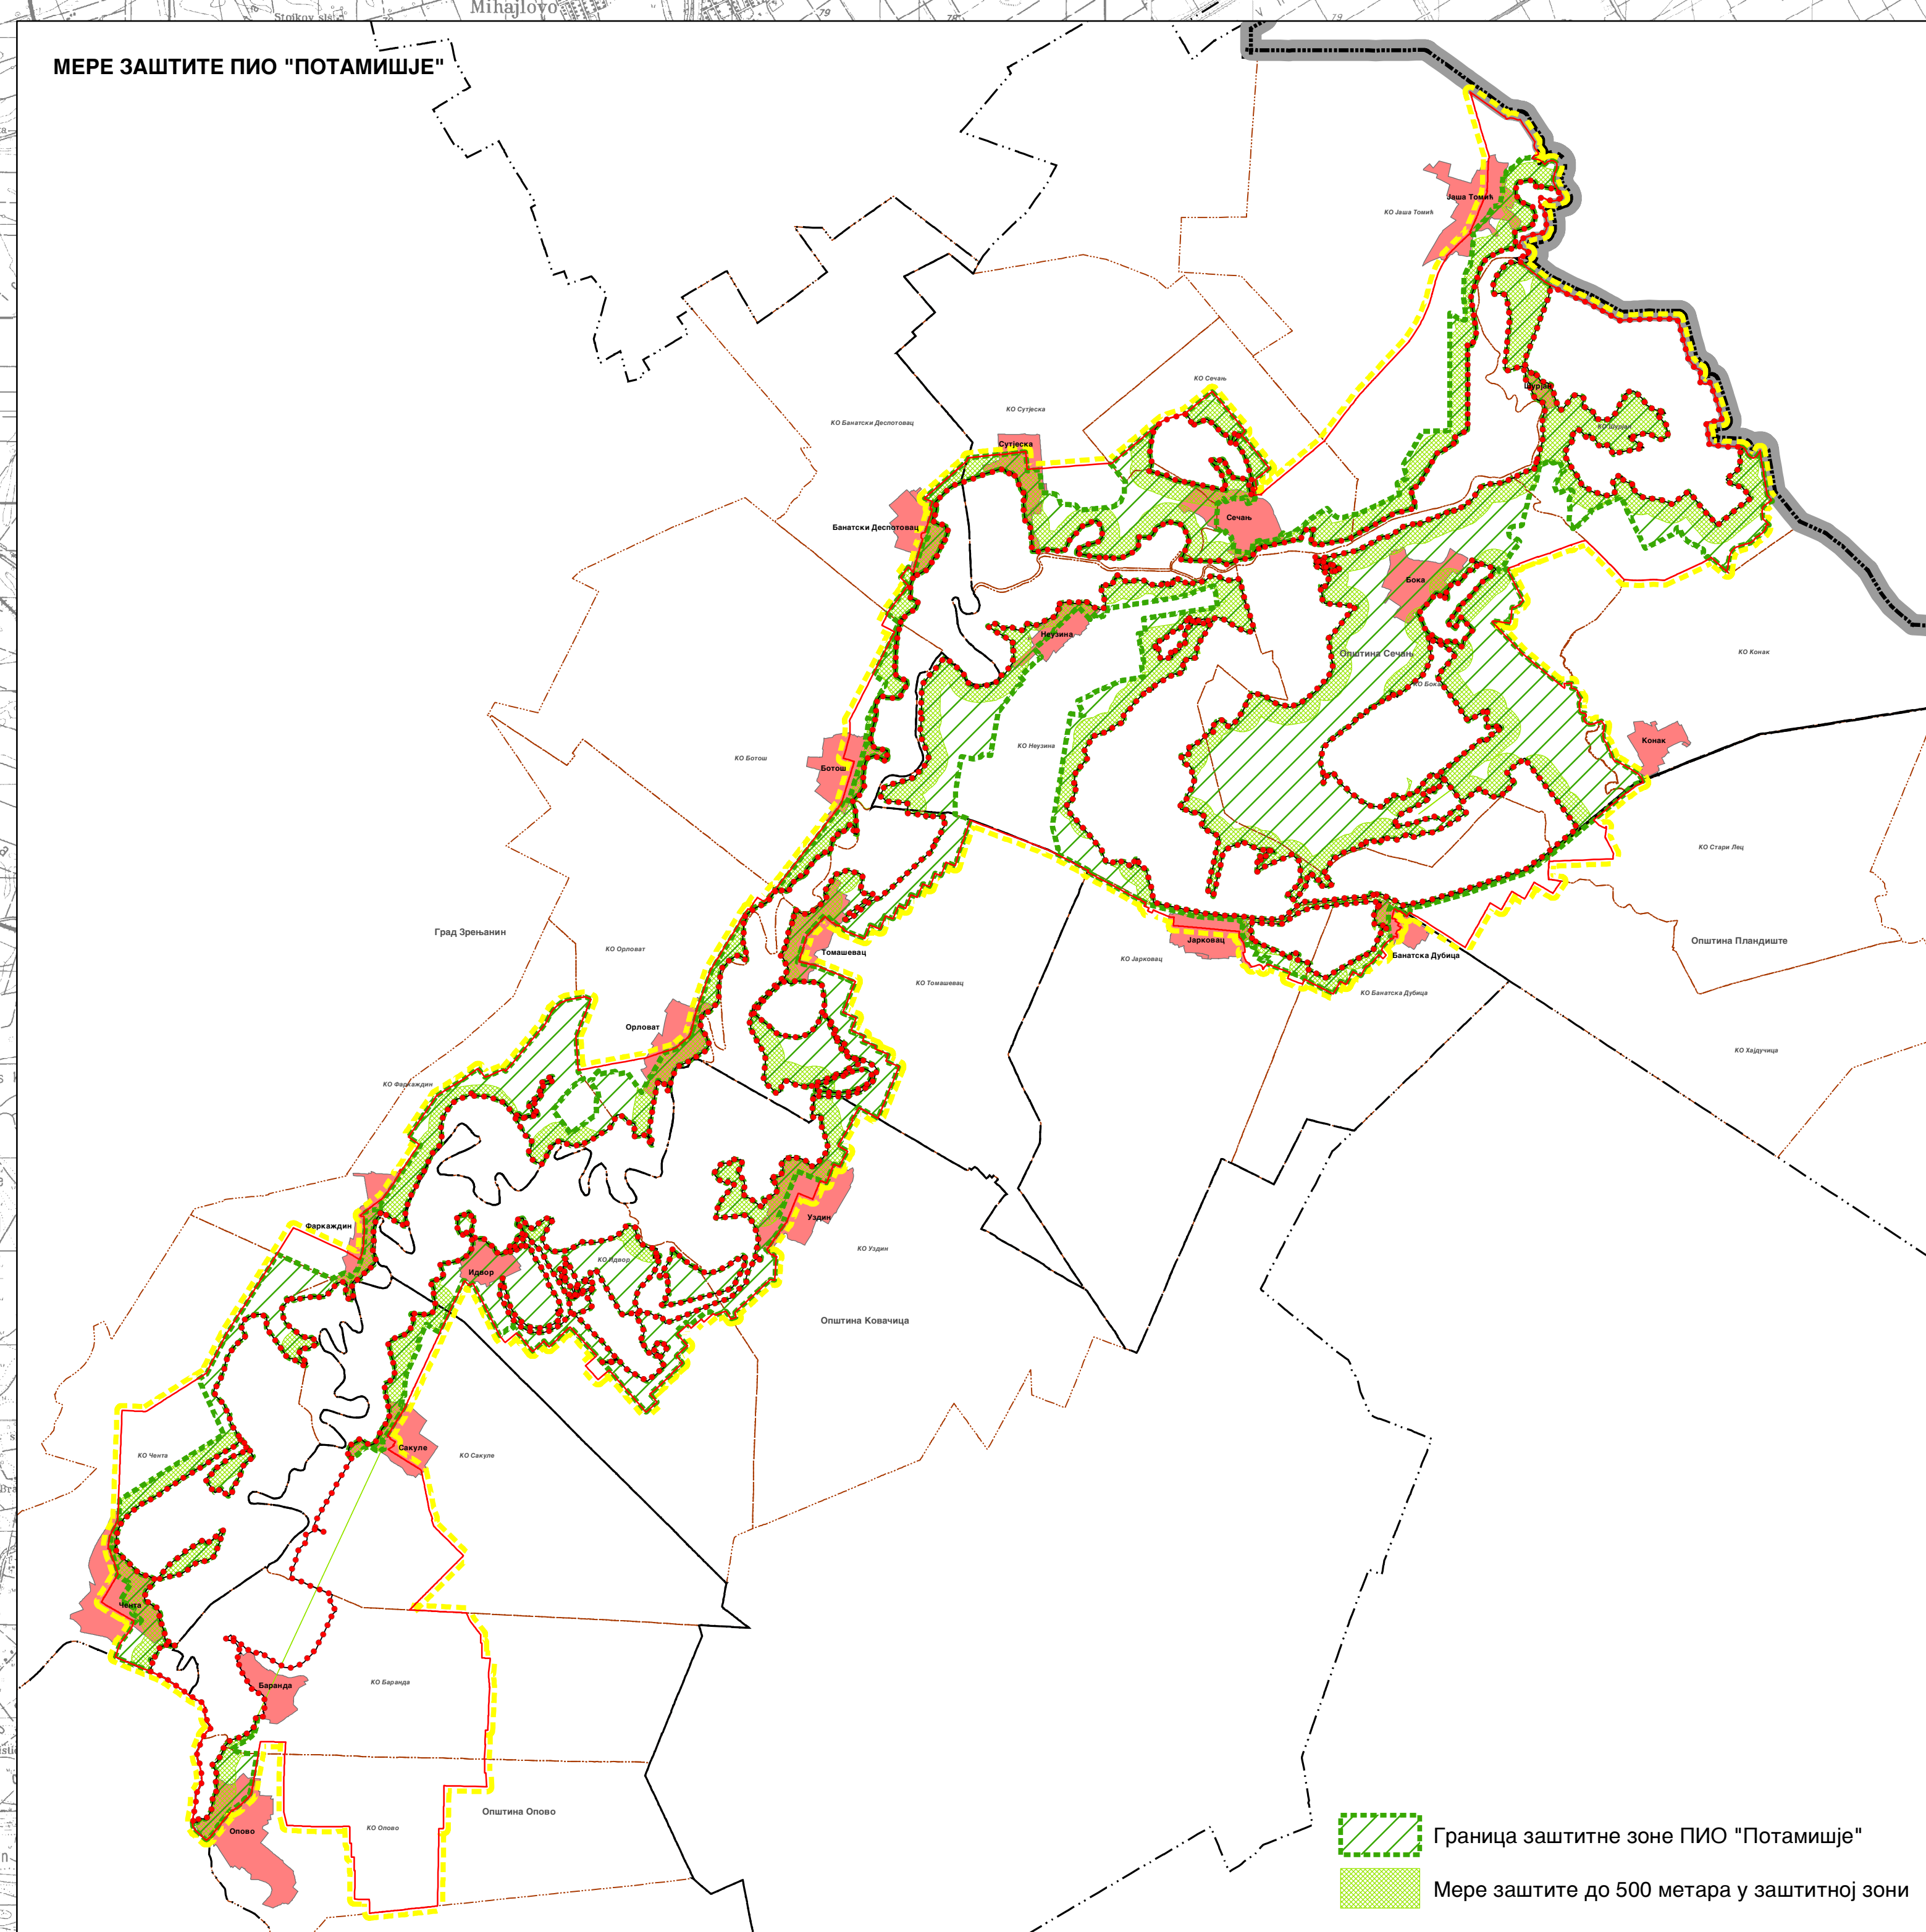 Mihajlovo
79
79
МЕРЕ ЗАШТИТЕ ПИО "ПОТАМИШЈЕ"
Јаша Томић
КО Јаша Томић
КО Сечањ
Шурјан
КО Сутјеска
КО Банатски Деспотовац
КО Шурјан
Сутјеска
Сечањ
Банатски Деспотовац
Бока
Неузина
Општина Сечањ
КО Конак
КО Бока
Конак
КО Неузина
КО Ботош
Ботош
КО Стари Лец
Град Зрењанин
КО Орловат
Јарковац
Општина Пландиште
Томашевац
Банатска Дубица
КО Јарковац
КО Томашевац
КО Банатска Дубица
Орловат
КО Хајдучица
КО Фаркаждин
Уздин
Фаркаждин
КО Уздин
КО Идвор
Идвор
Општина Ковачица
Сакуле
КО Чента
КО Сакуле
Чента
КО Баранда
Баранда
Општина Опово
КО Опово
Опово
Граница заштитне зоне ПИО "Потамишје"
Мере заштите до 500 метара у заштитној зони